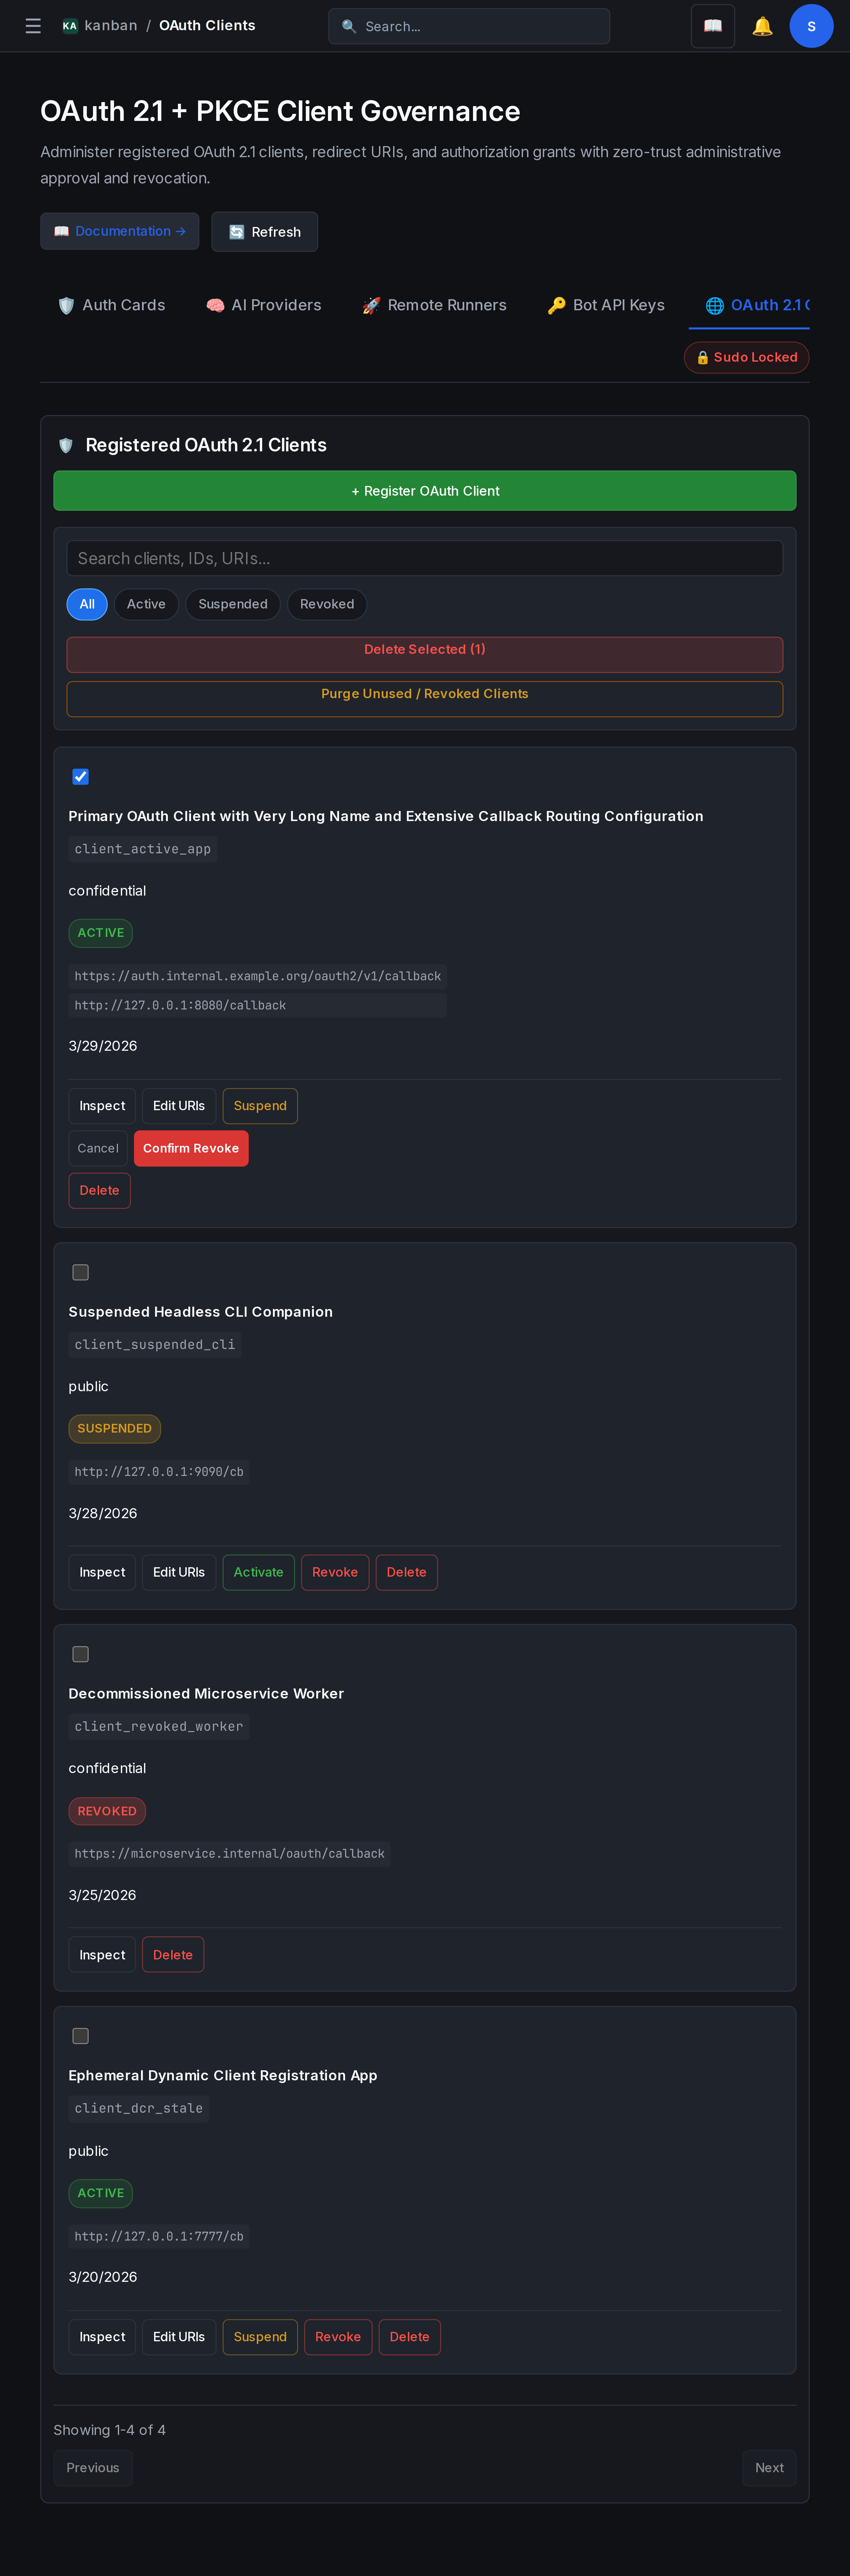 KA kanban / OAuth Clients
Search...
S
OAuth 2.1 + PKCE Client Governance
Administer registered OAuth 2.1 clients, redirect URIs, and authorization grants with zero-trust administrative
approval and revocation.
Documentation →
Refresh
Auth Cards
AI Providers
Remote Runners
Bot API Keys
OAuth 2.1
Sudo Locked
Registered OAuth 2.1 Clients
+ Register OAuth Client
Search clients, IDs, URIs...
All
Active
Suspended
Revoked
Delete Selected (1)
Purge Unused / Revoked Clients
Primary OAuth Client with Very Long Name and Extensive Callback Routing Configuration
client_active_app
confidential
ACTIVE
https://auth.internal.example.org/oauth2/v1/callback
http://127.0.0.1:8080/callback
3/29/2026
Inspect
Edit URIs
Suspend
Cancel
Confirm Revoke
Delete
Suspended Headless CLI Companion
client_suspended_cli
public
SUSPENDED
http://127.0.0.1:9090/cb
3/28/2026
Inspect
Edit URIs
Activate
Revoke
Delete
Decommissioned Microservice Worker
client_revoked_worker
confidential
REVOKED
https://microservice.internal/oauth/callback
3/25/2026
Inspect
Delete
Ephemeral Dynamic Client Registration App
client_dcr_stale
public
ACTIVE
http://127.0.0.1:7777/cb
3/20/2026
Inspect
Edit URIs
Suspend
Revoke
Delete
Showing 1-4 of 4
Previous
Next